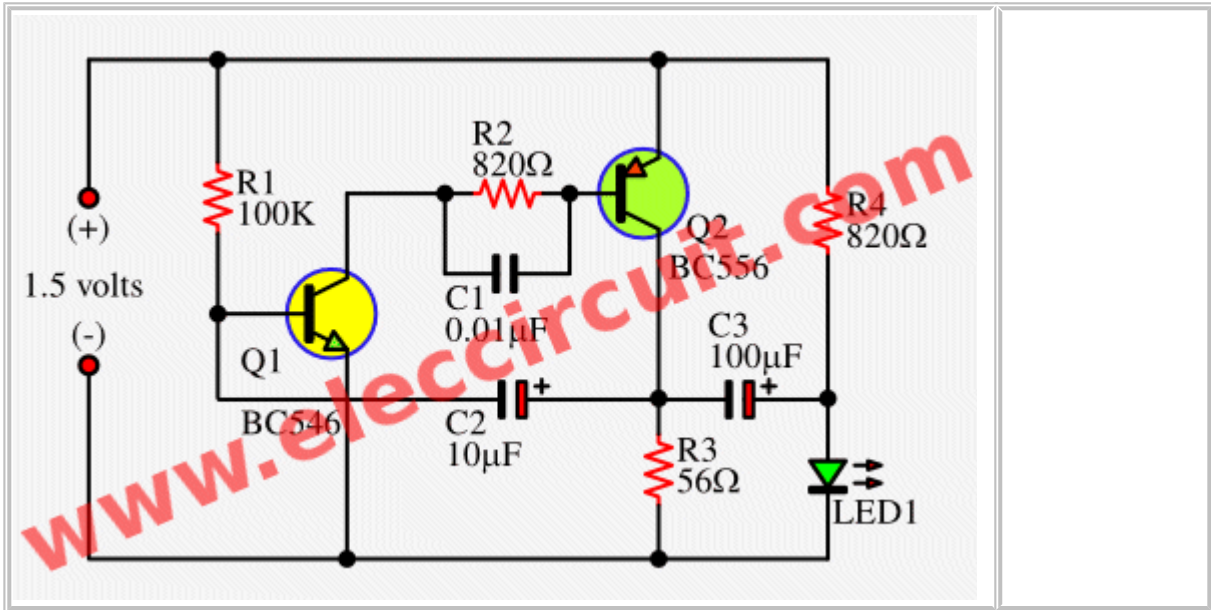 R2
820Ω
R1
100K
(+)
1.5 volts
(-)
Q1
BC546
C1
0.01µF
C2
10µF
+
Q2
BC556
R4
820Ω
C3
100µF
+
R3
56Ω
LED1
www.eleccircuit.com